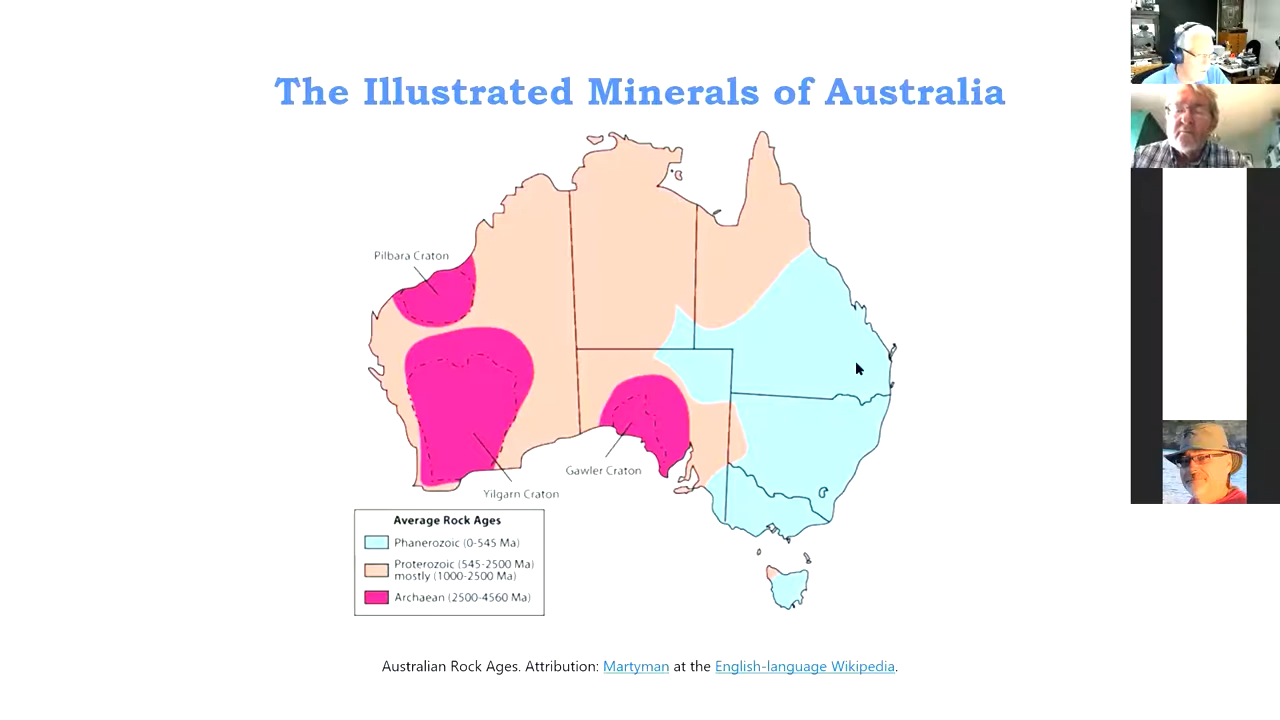 The Illustrated Minerals of Australia
Pilbara Craton
Gawler Craton
Yilgarn Craton
Average Rock Ages
Phanerozoic (0-545 Ma)
Proterozoic (545-2500 Ma)
mostly (1000-2500 Ma)
Archaean (2500-4560 Ma)
Australian Rock Ages. Attribution: Martyman at the English-language Wikipedia.